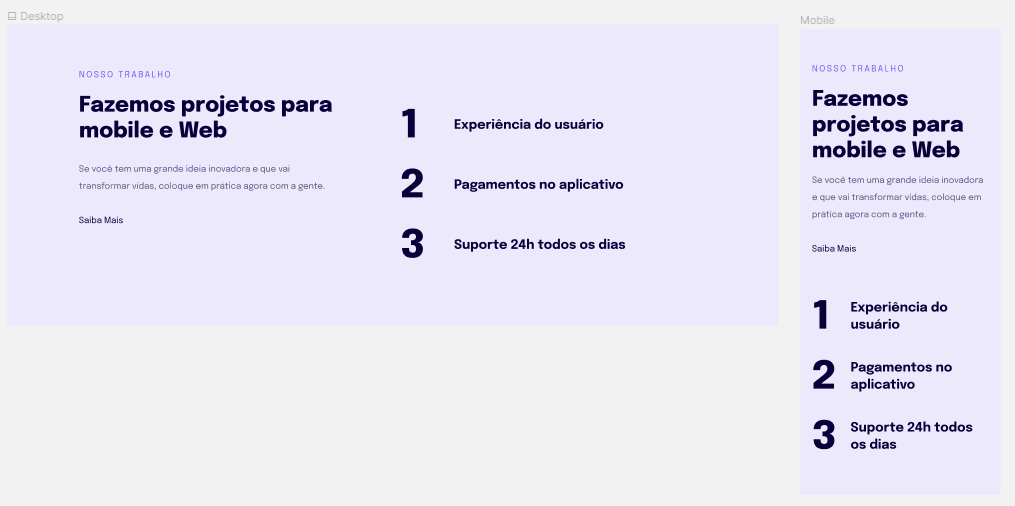 Desktop
NOSSO TRABALHO
Fazemos projetos para
mobile e Web
Se você tem uma grande ideia inovadora e que vai
transformar vidas, coloque em prática agora com a gente.
Saiba Mais
1 Experiência do usuário
2 Pagamentos no aplicativo
3 Suporte 24h todos os dias
Mobile
NOSSO TRABALHO
Fazemos
projetos para
mobile e Web
Se você tem uma grande ideia inovadora
e que vai transformar vidas, coloque em
prática agora com a gente.
Saiba Mais
1 Experiência do
usuário
2 Pagamentos no
aplicativo
3 Suporte 24h todos
os dias